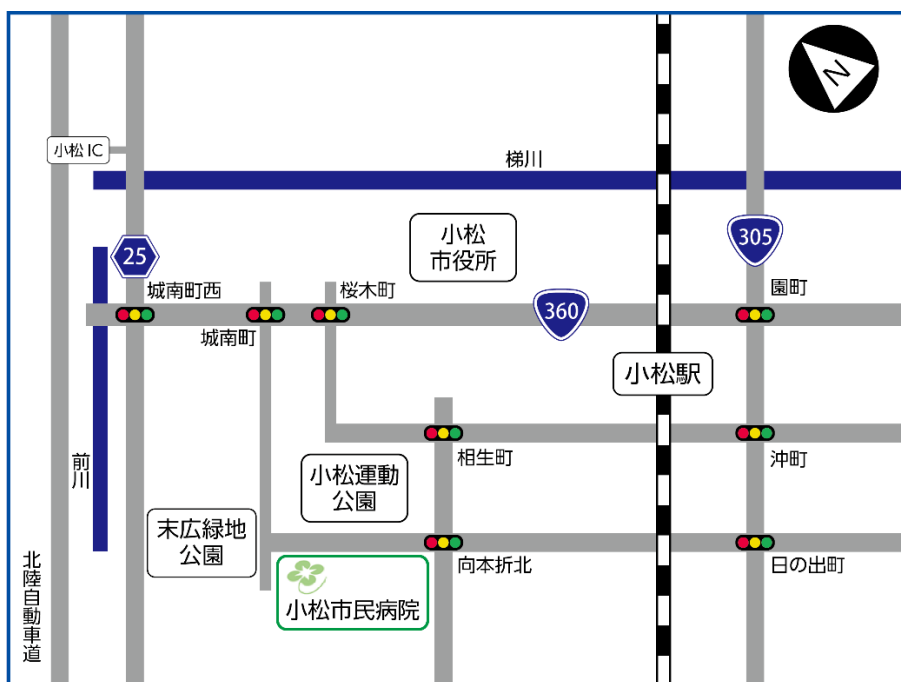 N
小松 IC
梯川
小松
市役所
305
25
城南町西
桜木町
園町
360
城南町
小松駅
相生町
沖町
前川
小松運動
公園
末広緑地
公園
北陸自動車道
向本折北
日の出町
小松市民病院